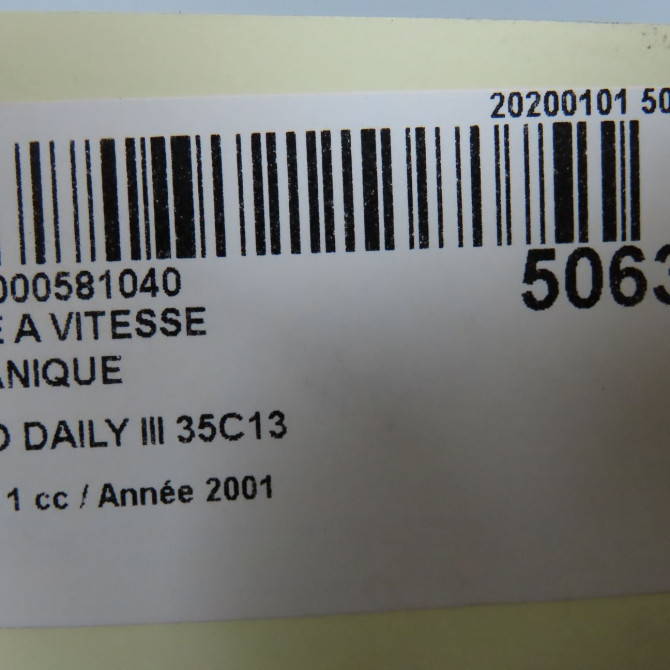 20200101 50
000581040
5063
E A VITESSE
ANIQUE
O DAILY III 35C13
1 cc / Année 2001